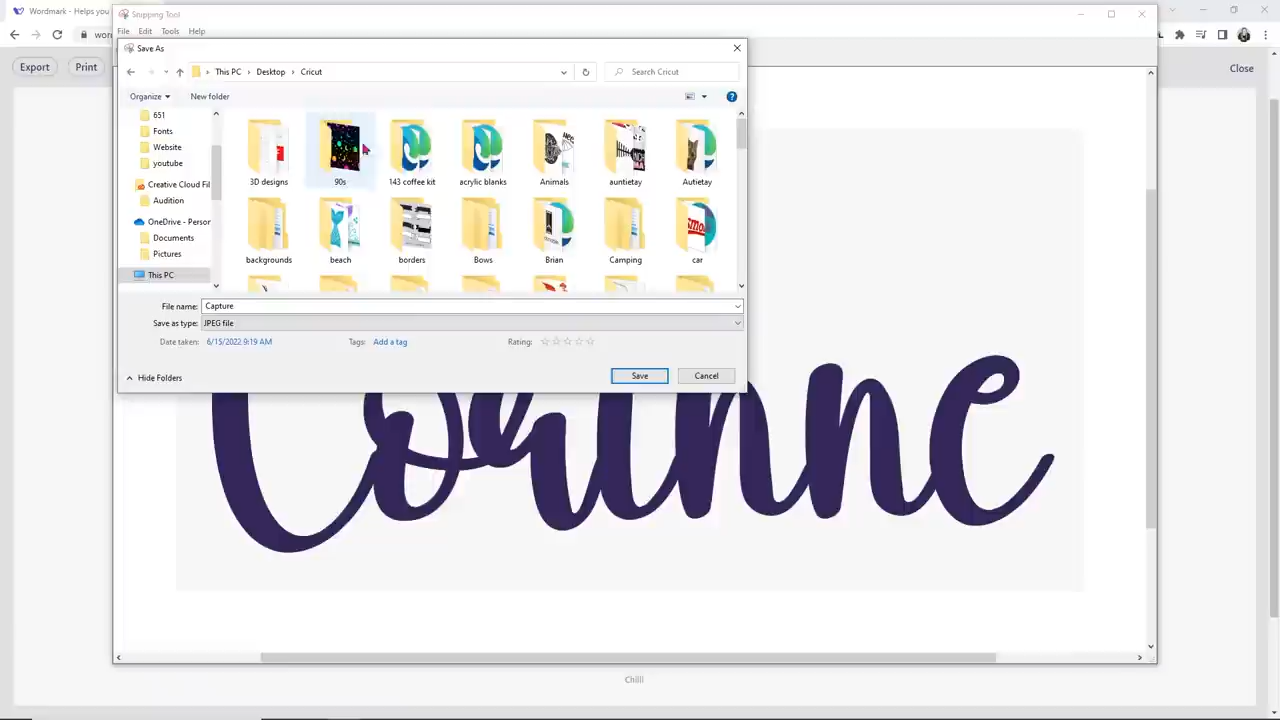 Wordmark - Helps you
Snipping Tool
File Edit Tools Help
Save As
This PC > Desktop > Cricut
Search Cricut
Export
Print
Close
Organize
New folder
651
Fonts
Website
youtube
Creative Cloud Fil
Audition
OneDrive - Person
Documents
Pictures
This PC
3D designs
90s
143 coffee kit
acrylic blanks
Animals
auntietay
Autietay
backgrounds
beach
borders
Bows
Brian
Camping
car
File name: Capture
Save as type: JPEG file
Date taken: 6/15/2022 9:19 AM
Tags: Add a tag
Rating:
Hide Folders
Save
Cancel
Corinne
Chilli